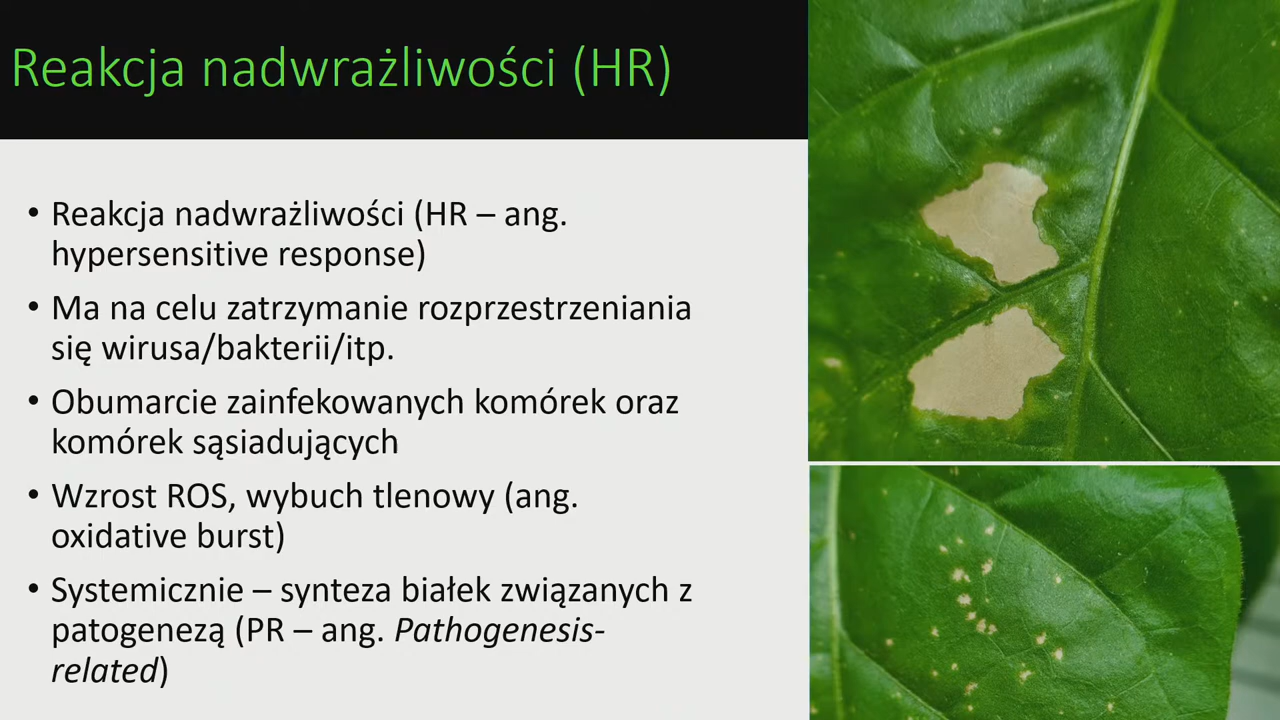 Reakcja nadwrażliwości (HR)
• Reakcja nadwrażliwości (HR – ang.
hypersensitive response)
• Ma na celu zatrzymanie rozprzestrzeniania
się wirusa/bakterii/itp.
• Obumarcie zainfekowanych komórek oraz
komórek sąsiadujących
• Wzrost ROS, wybuch tlenowy (ang.
oxidative burst)
• Systemicznie – synteza białek związanych z
patogenezą (PR – ang. Pathogenesis-
related)